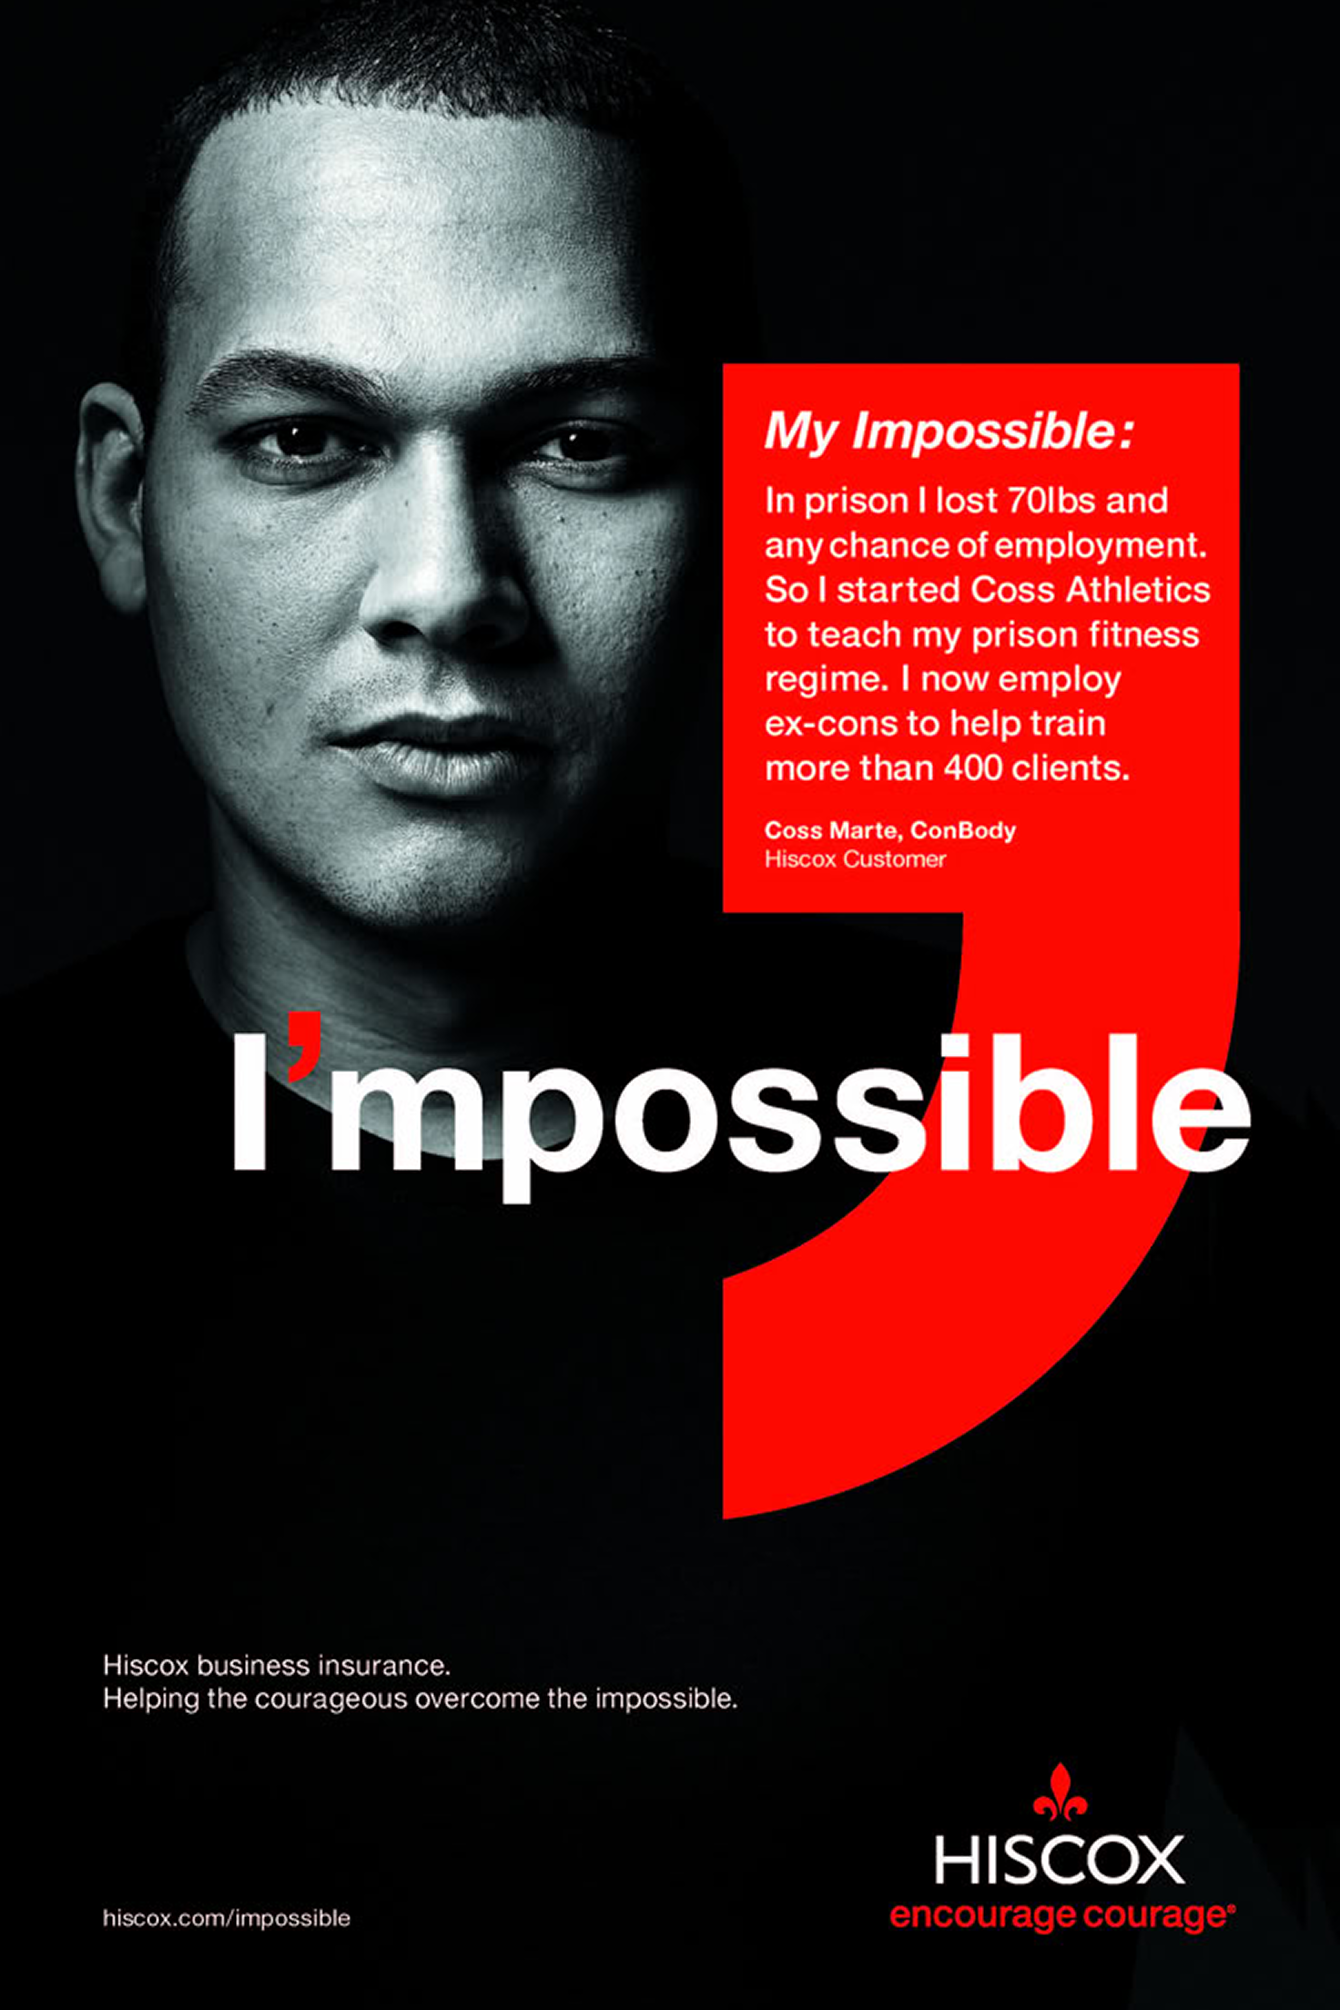 My Impossible:
In prison I lost 70lbs and
any chance of employment.
So I started Coss Athletics
to teach my prison fitness
regime. I now employ
ex-cons to help train
more than 400 clients.
Coss Marte, ConBody
Hiscox Customer
I’mpossible
Hiscox business insurance.
Helping the courageous overcome the impossible.
HISCOX
encourage courage®
hiscox.com/impossible